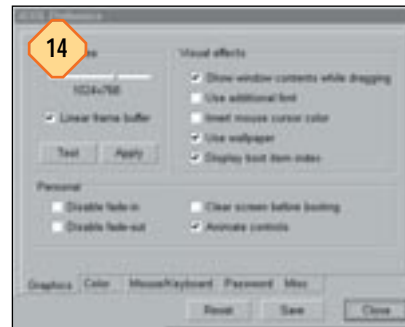 14
Visual effects
1024x768
Show window contents while dragging
Use additional font
Linear frame buffer
Invert mouse cursor color
Use wallpaper
Test Apply
Display boot item index
Personal
Disable fade-in
Clear screen before booting
Disable fade-out
Animate controls
Graphics Color Mouse/Keyboard Password Misc
Reset Save Close